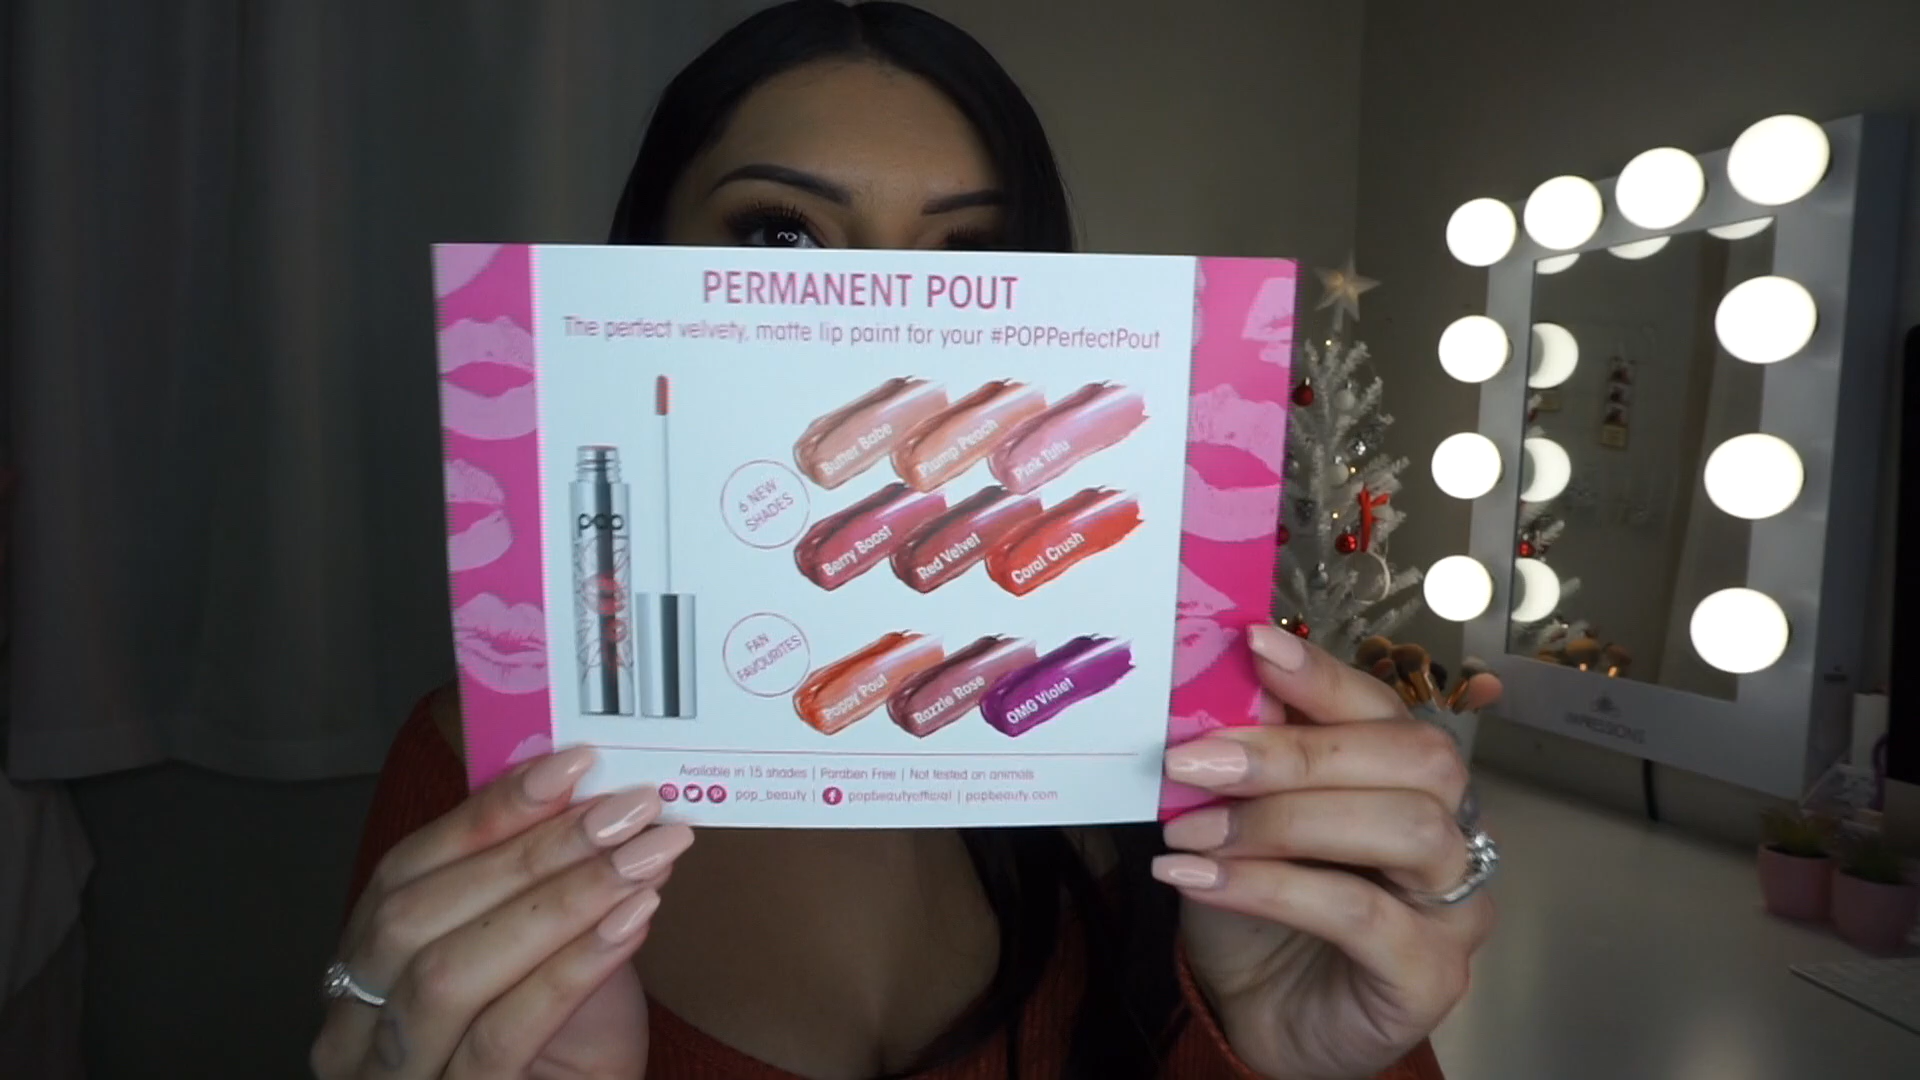 PERMANENT POUT
The perfect velvety, matte lip paint for your #POPPerfectPout
Butter Babe
Plump Peach
Pink Tutu
6 NEW
SHADES
pop
Berry Boost
Red Velvet
Coral Crush
FAN
FAVOURITES
Poppy Pout
Razzle Rose
OMG Violet
Available in 15 shades | Paraben Free | Not tested on animals
pop_beauty | popbeautyofficial | popbeauty.com
IMPRESSIONS